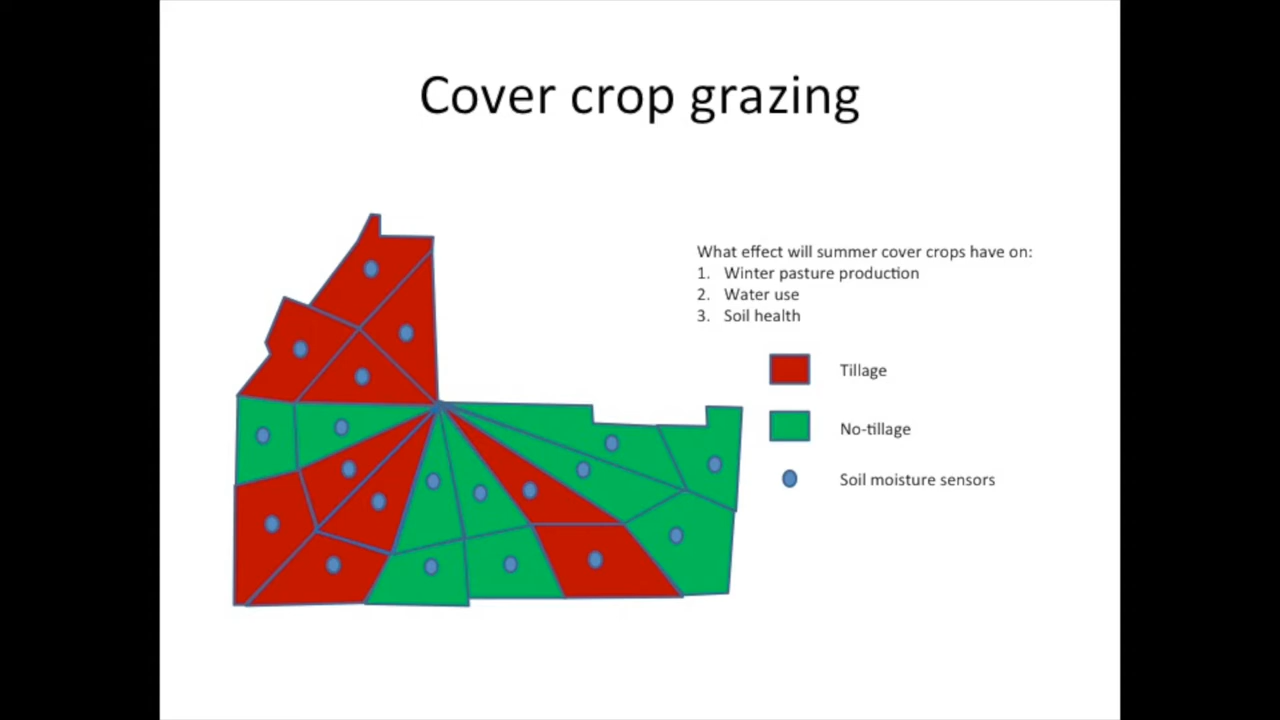 Cover crop grazing
What effect will summer cover crops have on:
1. Winter pasture production
2. Water use
3. Soil health
Tillage
No-tillage
Soil moisture sensors